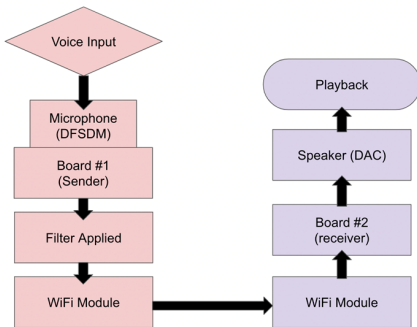 Voice Input
Microphone
(DFSDM)
Board #1
(Sender)
Filter Applied
WiFi Module
Playback
Speaker (DAC)
Board #2
(receiver)
WiFi Module